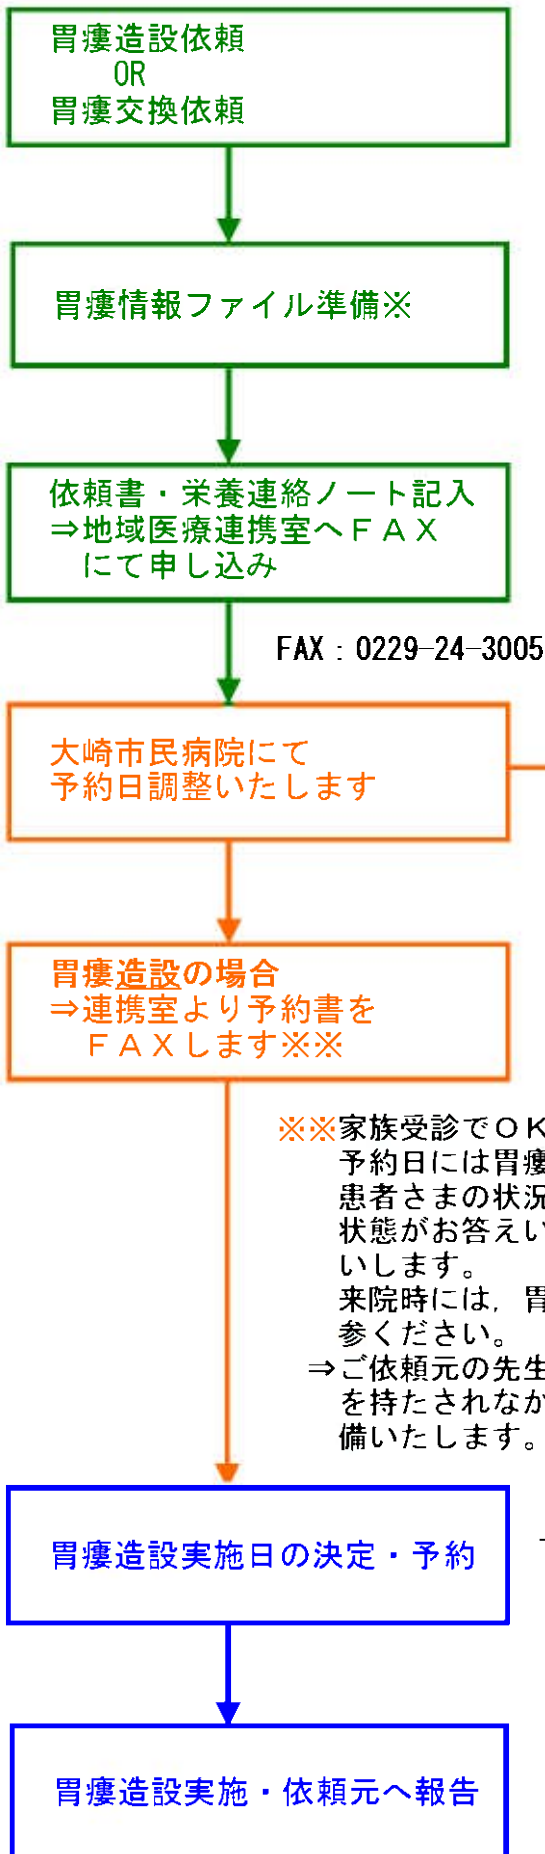 胃瘻造設依頼
OR
胃瘻交換依頼
胃瘻情報ファイル準備※
依頼書・栄養連絡ノート記入
⇒地域医療連携室へＦＡＸ
にて申し込み
FAX：0229-24-3005
大崎市民病院にて
予約日調整いたします
胃瘻造設の場合
⇒連携室より予約書を
ＦＡＸします※※
※※家族受診でＯＫ
予約日には胃瘻
患者さまの状況
状態がお答えい
いします。
来院時には，胃
参ください。
⇒ご依頼元の先生
を持たされなか
備いたします。
胃瘻造設実施日の決定・予約
胃瘻造設実施・依頼元へ報告